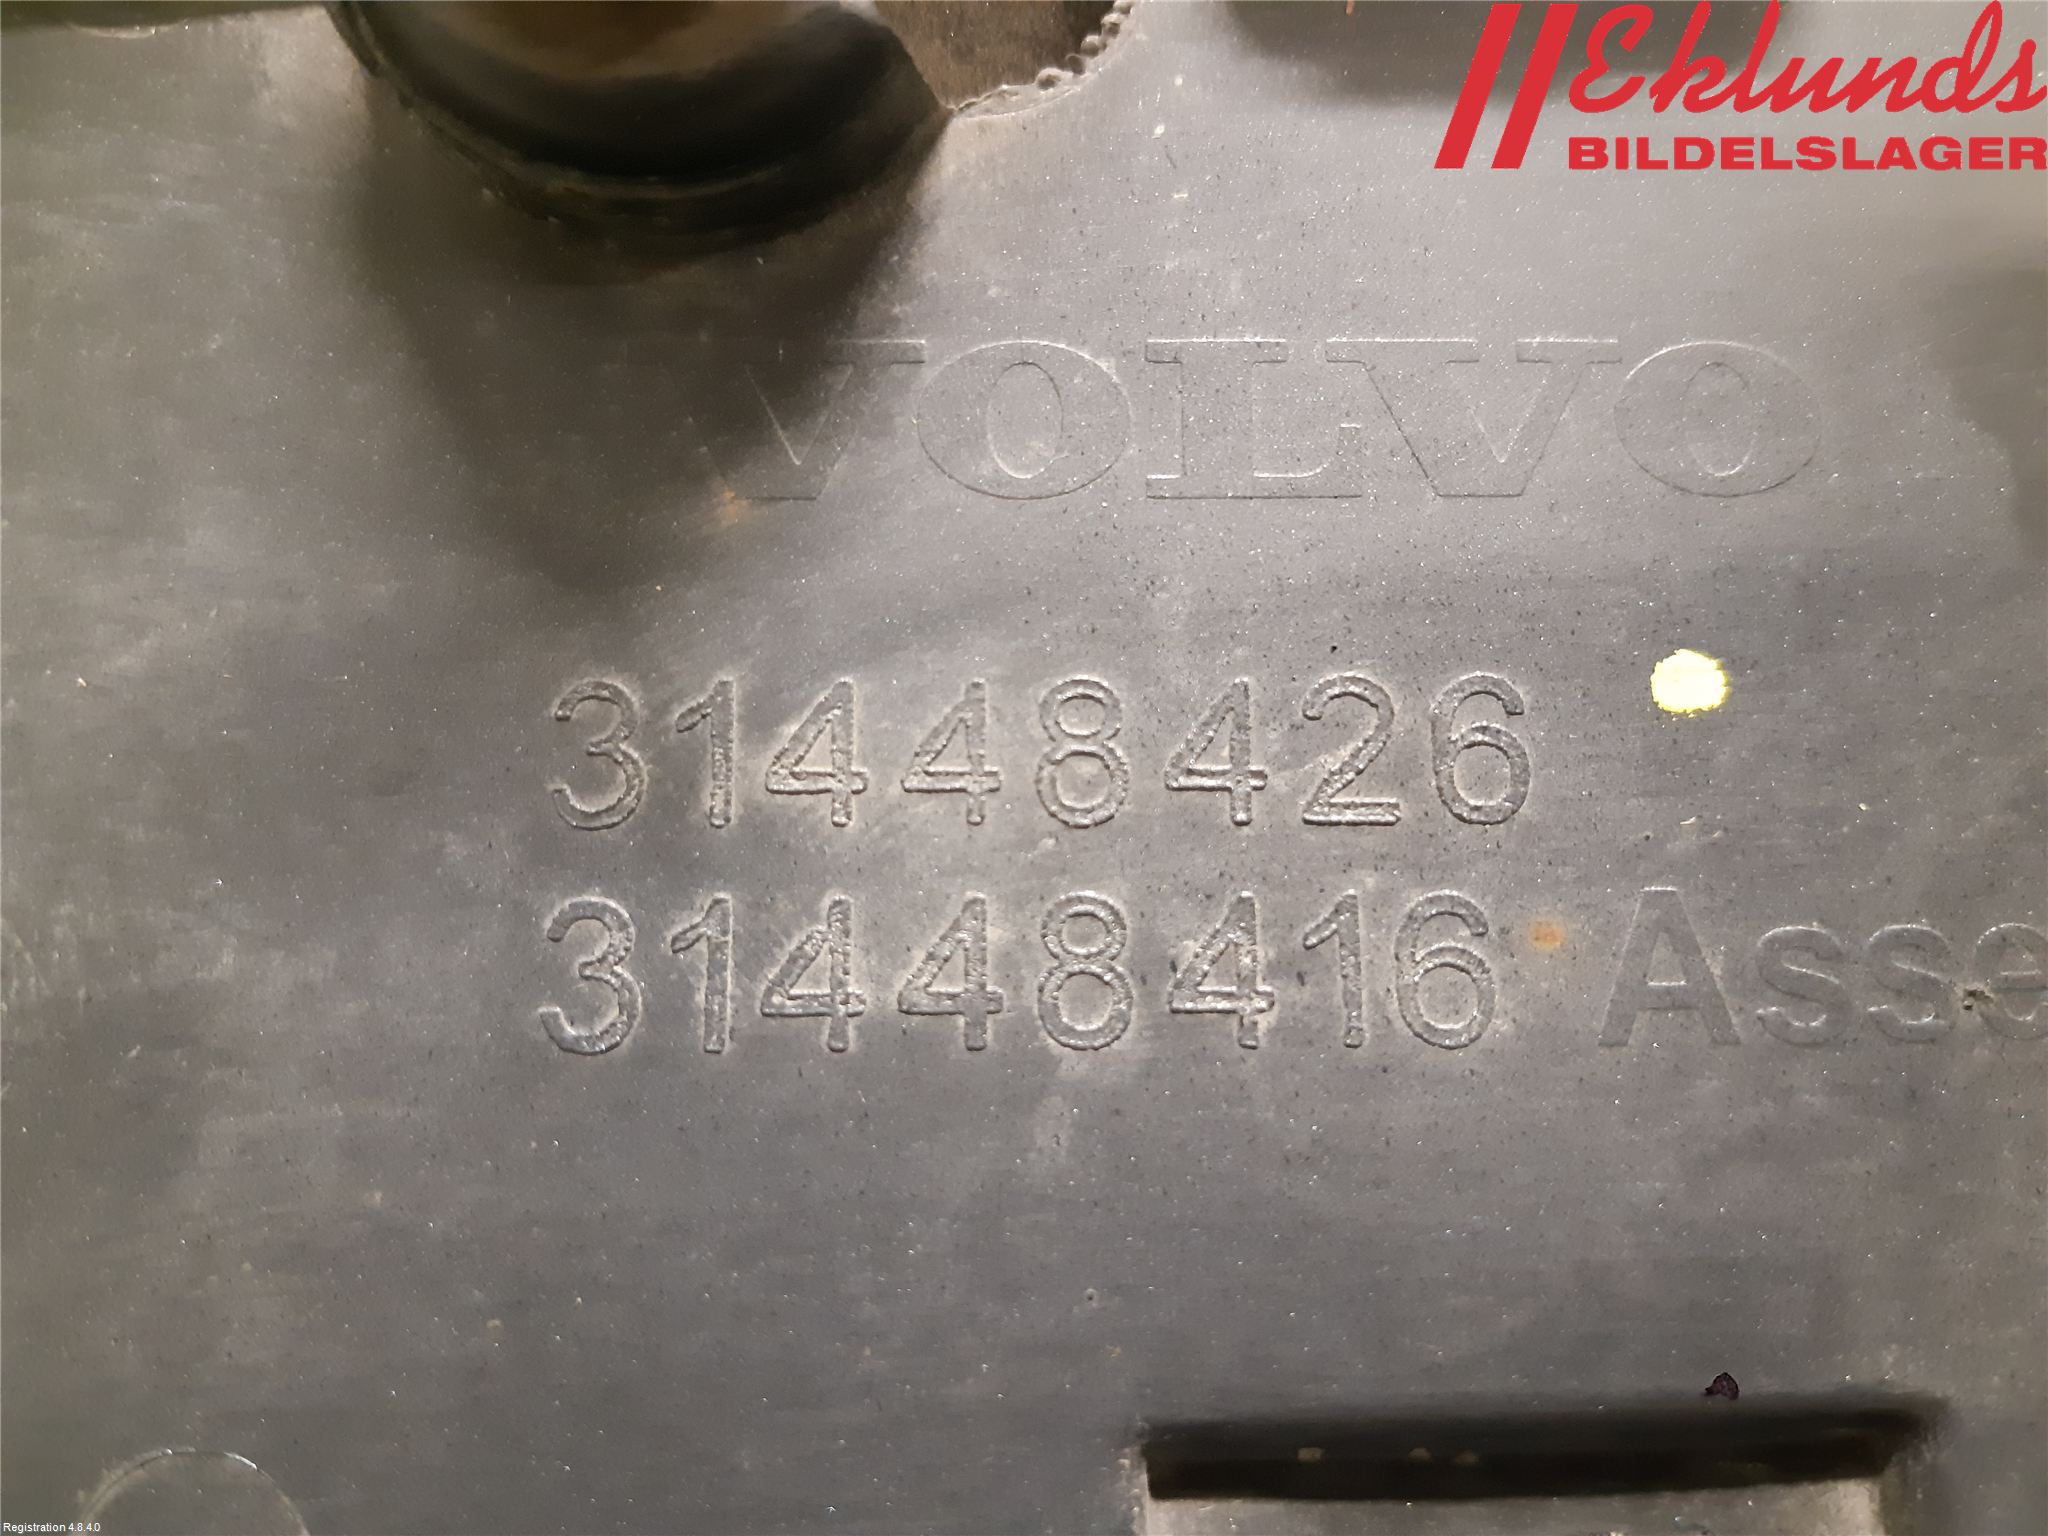 Eklunds
BILDELSLAGER
VOLVO
31448426
31448416 Asse
Registration 4.8.4.0